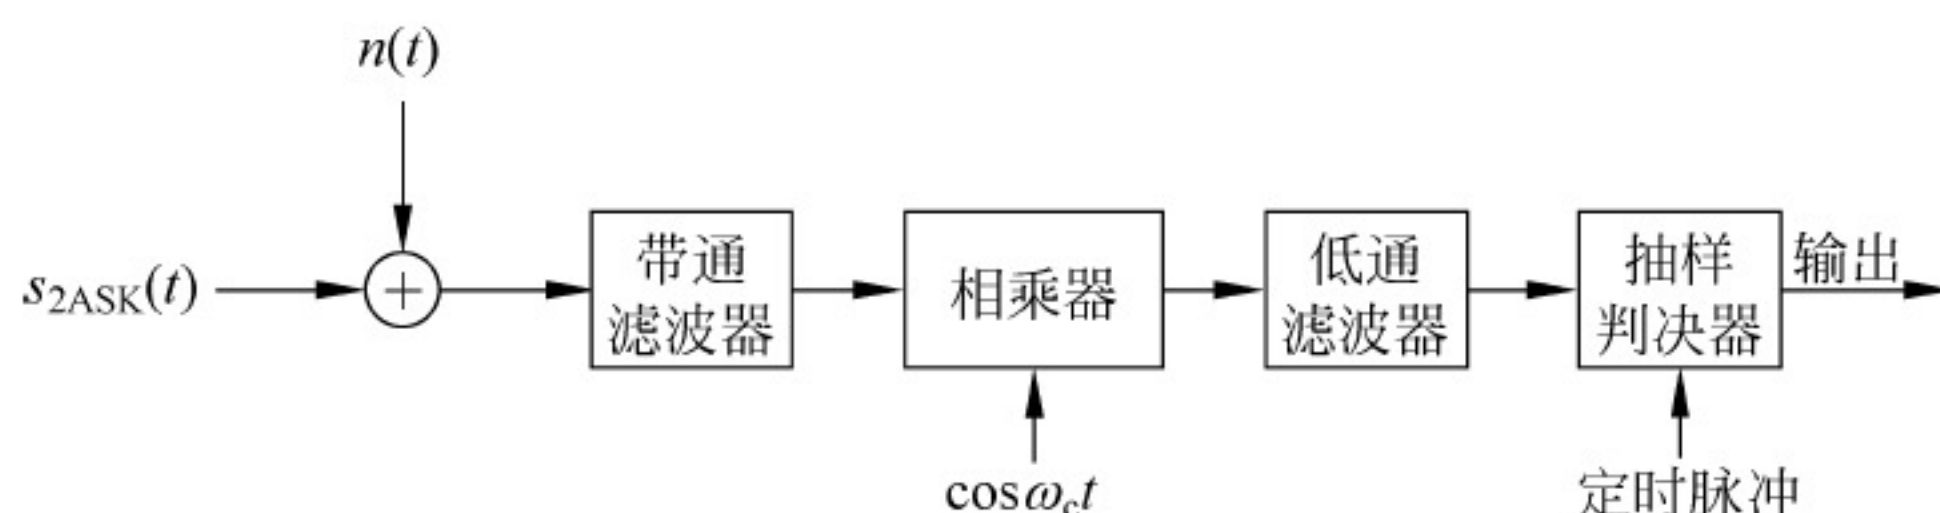 n(t)
s2ASK(t)
+
带通
滤波器
相乘器
低通
滤波器
抽样
判决器
输出
cosωct
定时脉冲